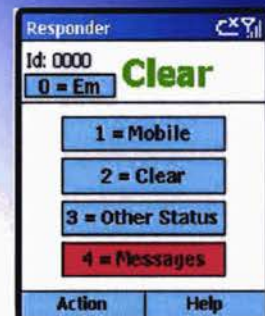 Responder
Id: 0000
0 = Em
Clear
1 = Mobile
2 = Clear
3 = Other Status
4 = Messages
Action Help